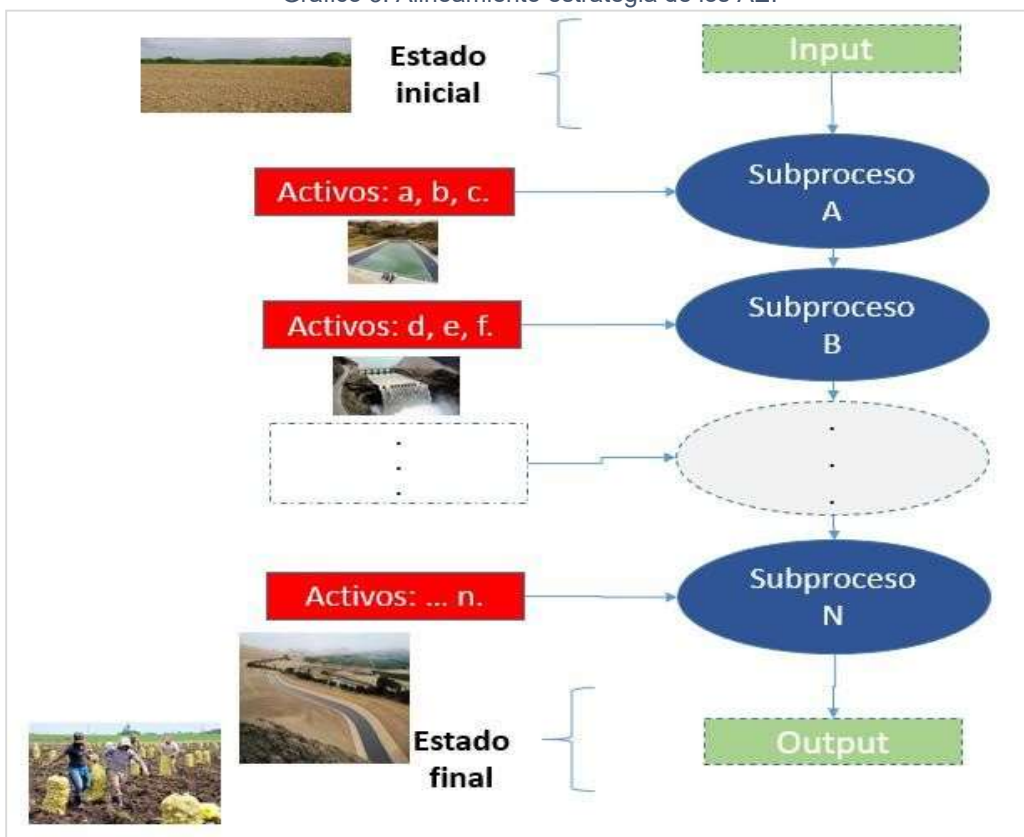 Estado
inicial
Input
Activos: a, b, c.
Subproceso
A
Activos: d, e, f.
Subproceso
B
.
.
.
.
.
.
Activos: ... n.
Subproceso
N
Estado
final
Output